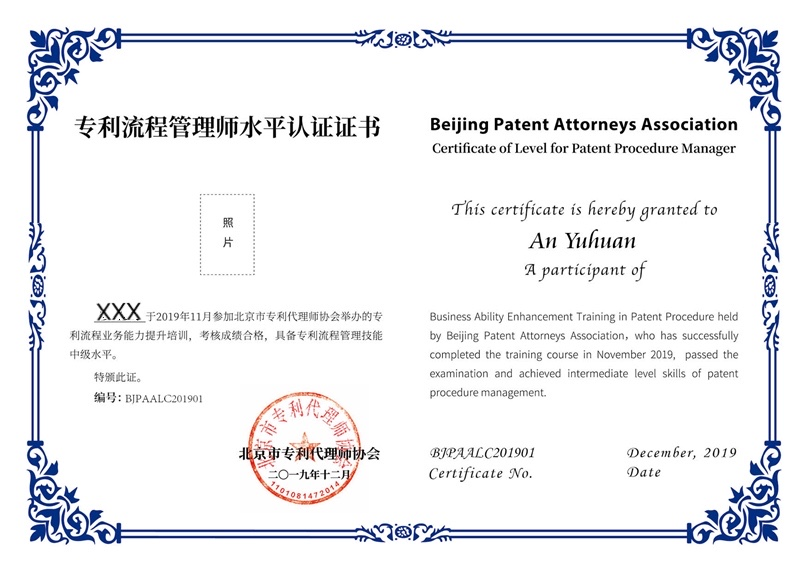 专利流程管理师水平认证证书
照
片
XXX于2019年11月参加北京市专利代理师协会举办的专
利流程业务能力提升培训，考核成绩合格，具备专利流程管理技能
中级水平。
特颁此证。
编号：BJPAALC201901
北京市专利代理师协会
北京市专利代理师协会
二〇一九年十二月
1101081472014
Beijing Patent Attorneys Association
Certificate of Level for Patent Procedure Manager
This certificate is hereby granted to
An Yuhuan
A participant of
Business Ability Enhancement Training in Patent Procedure held
by Beijing Patent Attorneys Association, who has successfully
completed the training course in November 2019, passed the
examination and achieved intermediate level skills of patent
procedure management.
BJPAALC201901
Certificate No.
December, 2019
Date